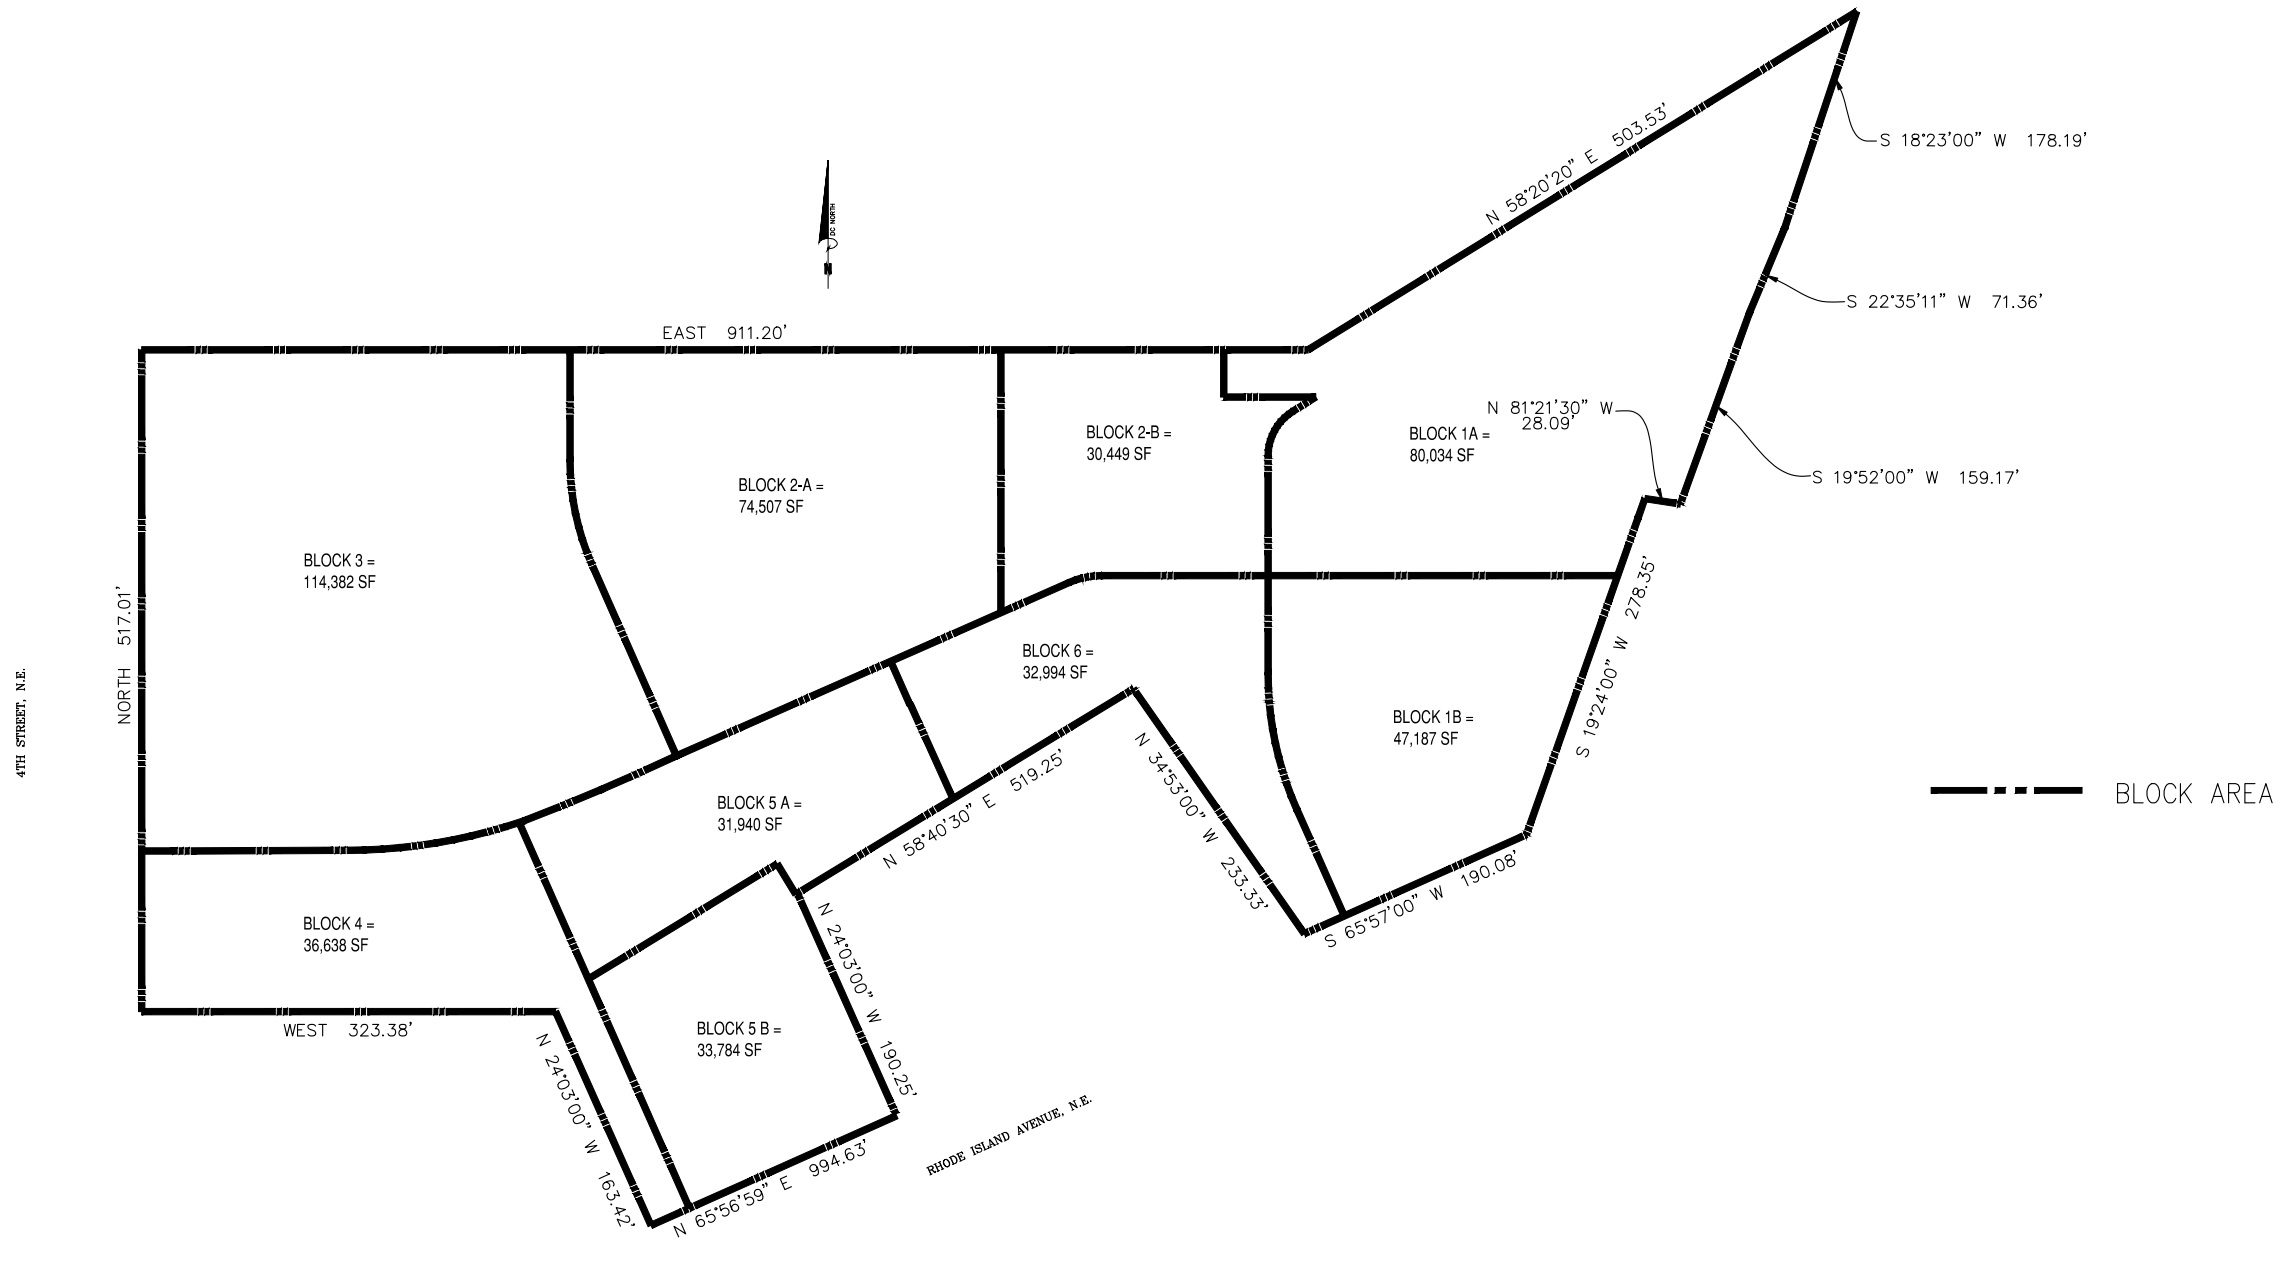 S 18°23'00" W 178.19'
N 58°20'20" E 503.53'
DC NORTH
N
S 22°35'11" W 71.36'
EAST 911.20'
N 81°21'30" W
28.09'
BLOCK 2-B =
30,449 SF
BLOCK 1A =
80,034 SF
S 19°52'00" W 159.17'
BLOCK 2-A =
74,507 SF
BLOCK 3 =
114,382 SF
NORTH 517.01'
4TH STREET, N.E.
S 19°24'00" W 278.35'
BLOCK 6 =
32,994 SF
BLOCK 1B =
47,187 SF
BLOCK AREA
BLOCK 5 A =
31,940 SF
N 58°40'30" E 519.25'
N 34°53'00" W 233.33'
S 65°57'00" W 190.08'
BLOCK 4 =
36,638 SF
WEST 323.38'
N 24°03'00" W 190.25'
BLOCK 5 B =
33,784 SF
N 24°03'00" W 163.42'
N 65°56'59" E 994.63'
RHODE ISLAND AVENUE, N.E.